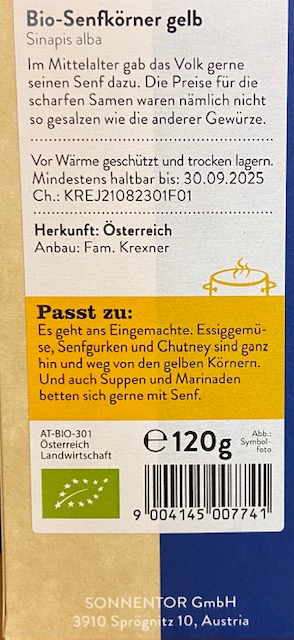 Bio-Senfkörner gelb
Sinapis alba
Im Mittelalter gab das Volk gerne
seinen Senf dazu. Die Preise für die
scharfen Samen waren nämlich nicht
so gesalzen wie die anderer Gewürze.
Vor Wärme geschützt und trocken lagern.
Mindestens haltbar bis: 30.09.2025
Ch.: KREJ21082301F01
Herkunft: Österreich
Anbau: Fam. Krexner
Passt zu:
Es geht ans Eingemachte. Essiggemü-
se, Senfgurken und Chutney sind ganz
hin und weg von den gelben Körnern.
Und auch Suppen und Marinaden
betten sich gerne mit Senf.
AT-BIO-301
Österreich
Landwirtschaft
℮120g
Abb.:
Symbol-
foto
9 004145 007741
SONNENTOR GmbH
3910 Sprögnitz 10, Austria